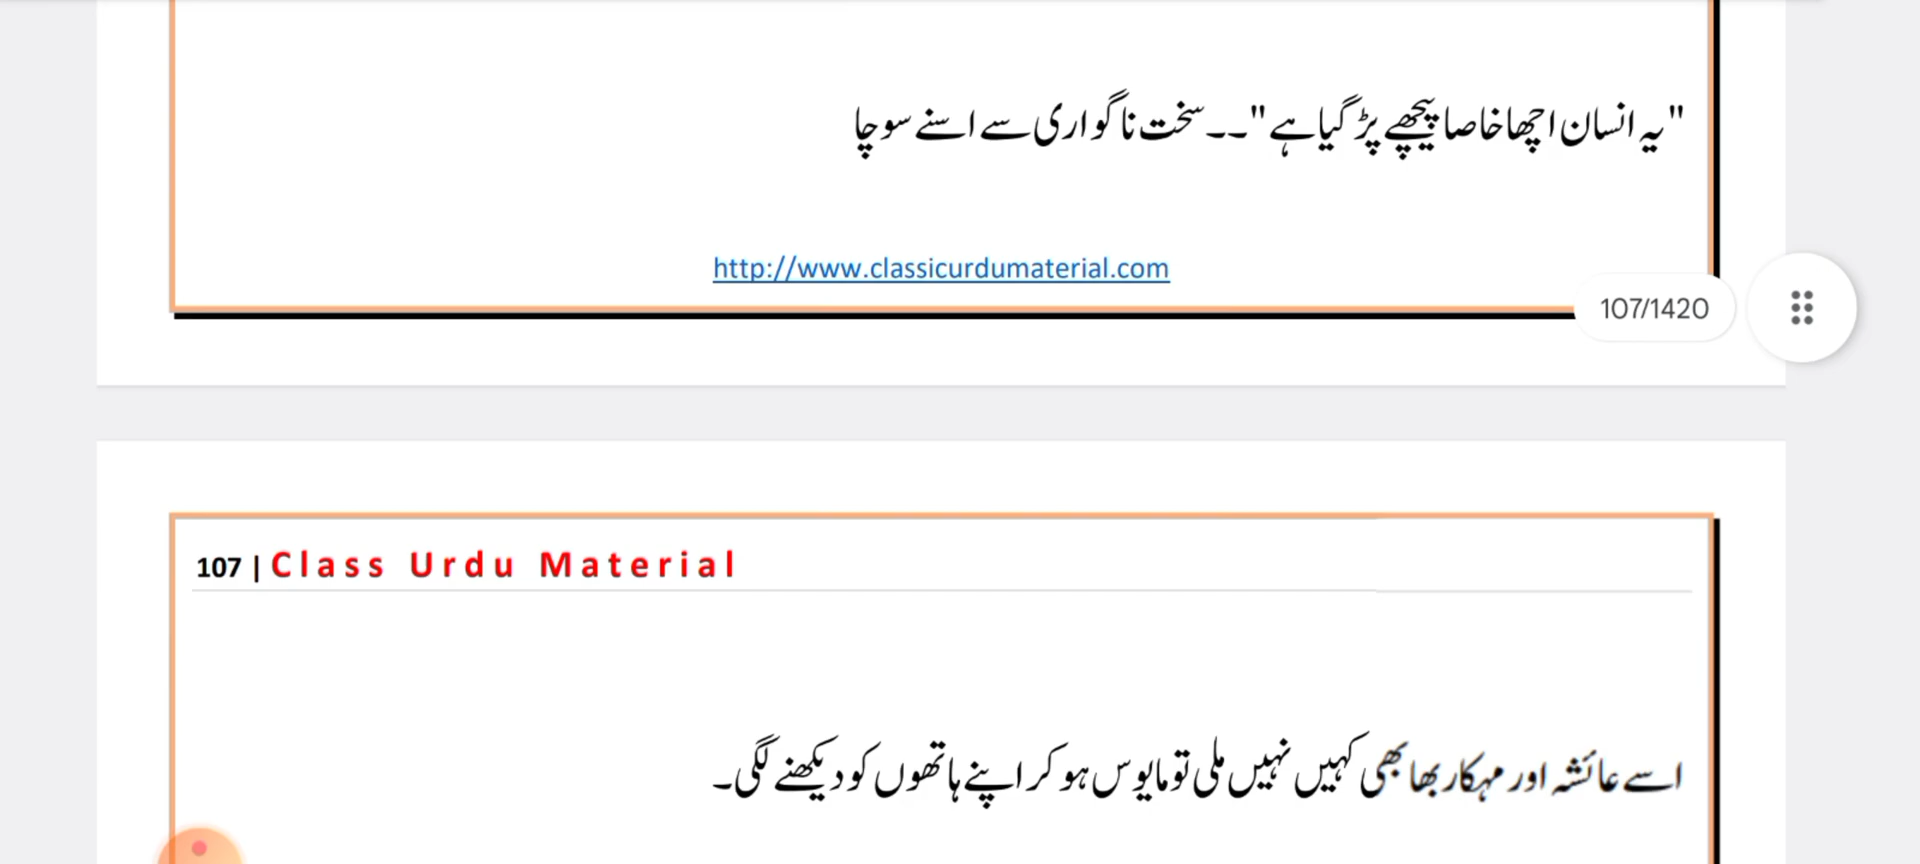 "یہ انسان اچھا خاصا پیچھے پڑ گیا ہے"۔۔سخت ناگواری سے اسنے سوچا
http://www.classicurdumaterial.com
107/1420
107 | Class Urdu Material
اسے عائشہ اور مہکار بھابھی کہیں نہیں ملی تو مایوس ہو کر اپنے ہاتھوں کو دیکھنے لگی۔